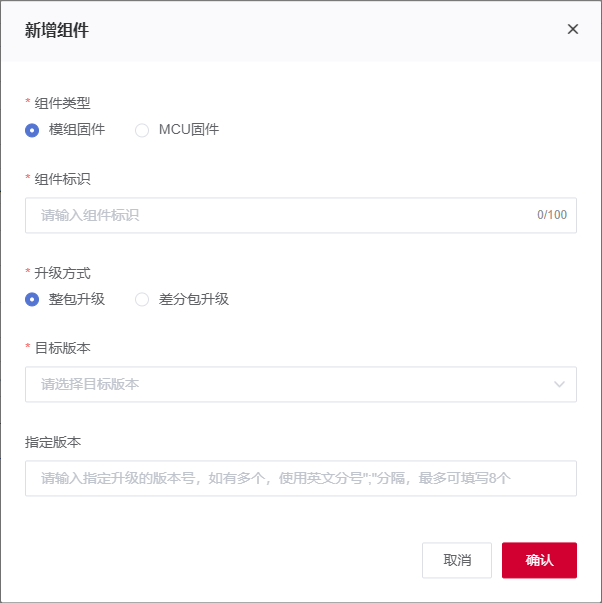 新增组件
* 组件类型
模组固件 MCU固件
* 组件标识
请输入组件标识 0/100
* 升级方式
整包升级 差分包升级
* 目标版本
请选择目标版本
指定版本
请输入指定升级的版本号，如有多个，使用英文分号";"分隔，最多可填写8个
取消 确认